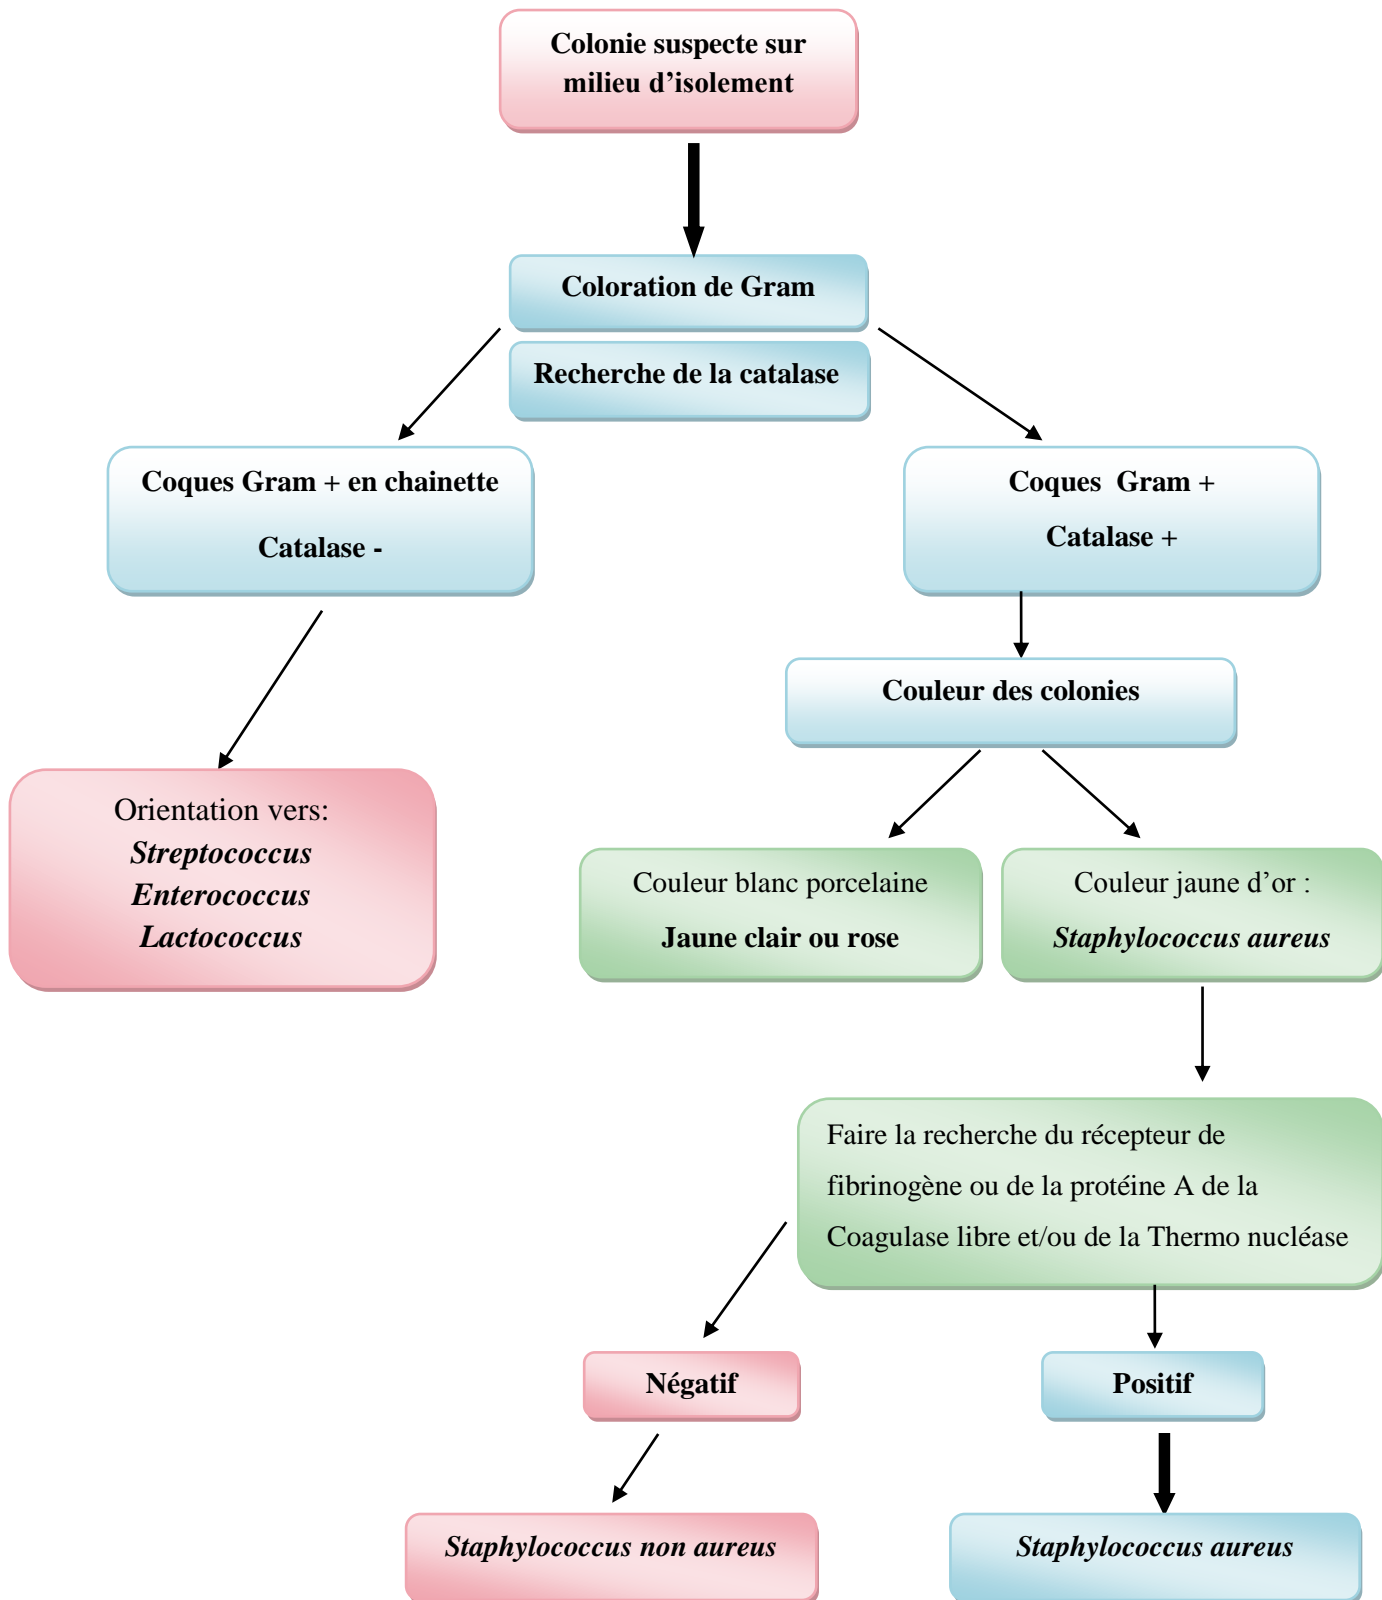 Colonie suspecte sur
milieu d’isolement
Coloration de Gram
Recherche de la catalase
Coques Gram + en chainette
Catalase -
Coques Gram +
Catalase +
Couleur des colonies
Orientation vers:
Streptococcus
Enterococcus
Lactococcus
Couleur blanc porcelaine
Jaune clair ou rose
Couleur jaune d’or :
Staphylococcus aureus
Faire la recherche du récepteur de
fibrinogène ou de la protéine A de la
Coagulase libre et/ou de la Thermo nucléase
Négatif
Positif
Staphylococcus non aureus
Staphylococcus aureus